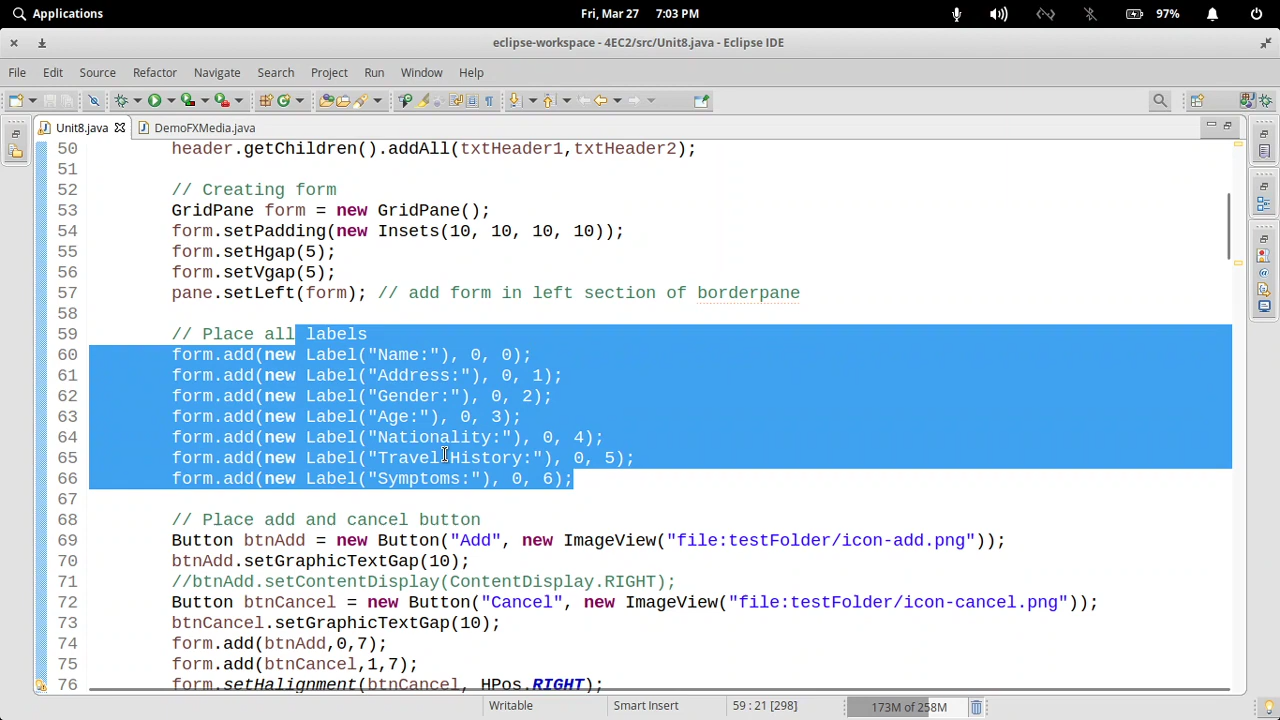 Applications
Fri, Mar 27 7:03 PM
97%
eclipse-workspace - 4EC2/src/Unit8.java - Eclipse IDE
File Edit Source Refactor Navigate Search Project Run Window Help
Unit8.java DemoFXMedia.java
50 header.getChildren().addAll(txtHeader1,txtHeader2);
51
52 // Creating form
53 GridPane form = new GridPane();
54 form.setPadding(new Insets(10, 10, 10, 10));
55 form.setHgap(5);
56 form.setVgap(5);
57 pane.setLeft(form); // add form in left section of borderpane
58
59 // Place all labels
60 form.add(new Label("Name:"), 0, 0);
61 form.add(new Label("Address:"), 0, 1);
62 form.add(new Label("Gender:"), 0, 2);
63 form.add(new Label("Age:"), 0, 3);
64 form.add(new Label("Nationality:"), 0, 4);
65 form.add(new Label("Travel History:"), 0, 5);
66 form.add(new Label("Symptoms:"), 0, 6);
67
68 // Place add and cancel button
69 Button btnAdd = new Button("Add", new ImageView("file:testFolder/icon-add.png"));
70 btnAdd.setGraphicTextGap(10);
71 //btnAdd.setContentDisplay(ContentDisplay.RIGHT);
72 Button btnCancel = new Button("Cancel", new ImageView("file:testFolder/icon-cancel.png"));
73 btnCancel.setGraphicTextGap(10);
74 form.add(btnAdd,0,7);
75 form.add(btnCancel,1,7);
76 form.setHalignment(btnCancel, HPos.RIGHT);
Writable Smart Insert 59 : 21 [298] 173M of 258M